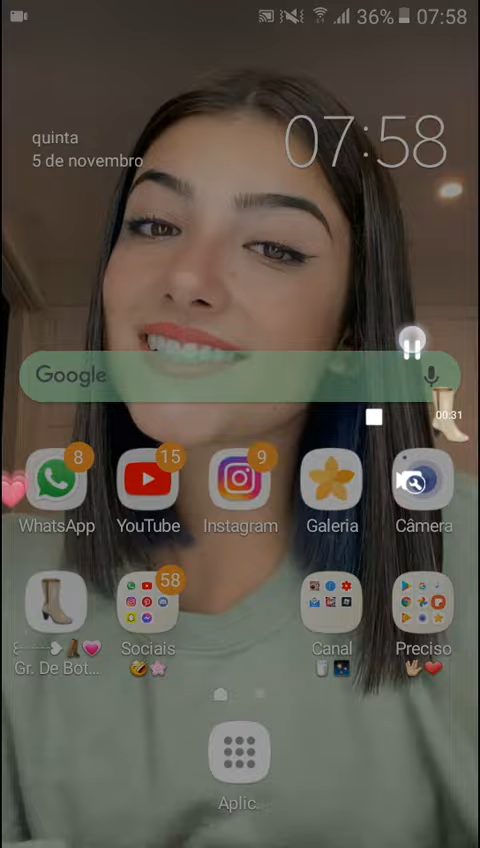 36% 07:58
quinta
5 de novembro
07:58
Google
00:31
8
15
9
WhatsApp
YouTube
Instagram
Galeria
Câmera
58
Gr. De Bot...
Sociais
Canal
Preciso
Aplic.